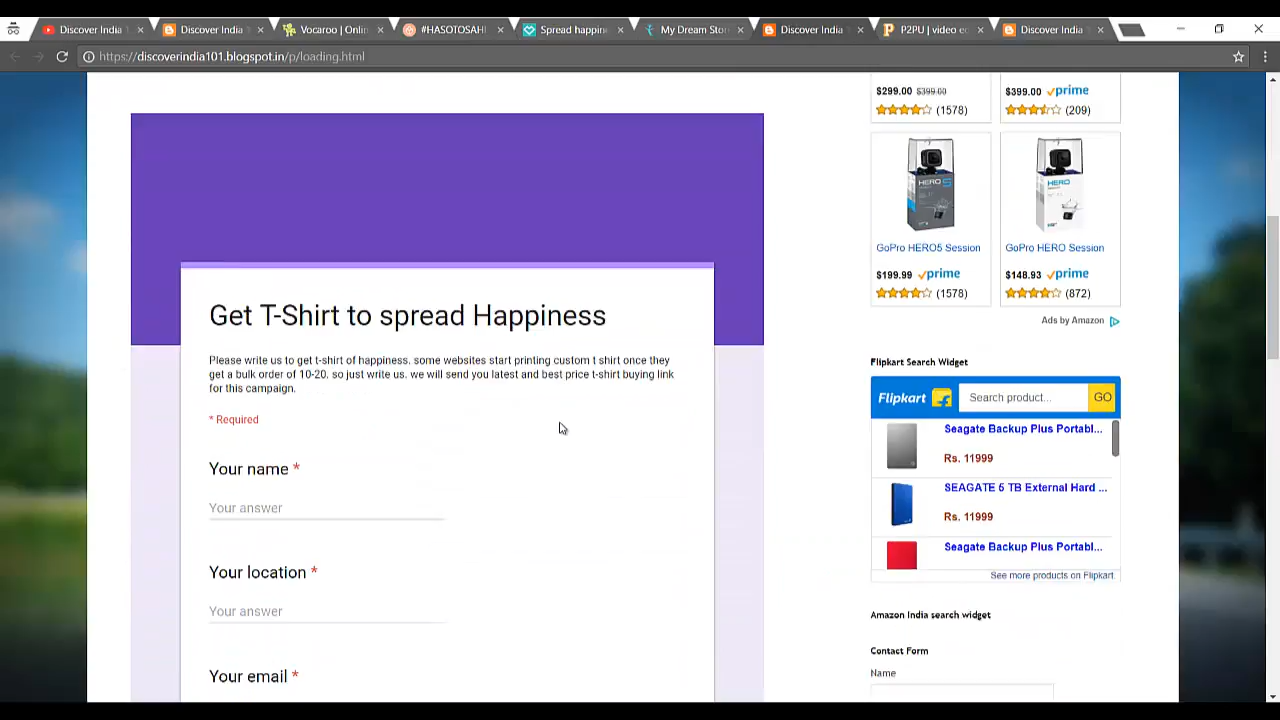 Discover India
Discover India T
Vocaroo | Onli
#HASOTOSAHI
Spread happin
My Dream Sto
Discover India T
P2PU | video e
Discover India T
https://discoverindia101.blogspot.in/p/loading.html
$299.00 $399.00
(1578)
$399.00 prime
(209)
HERO 5
HERO
GoPro HERO5 Session
$199.99 prime
(1578)
GoPro HERO Session
$148.93 prime
(872)
Ads by Amazon
Get T-Shirt to spread Happiness
Please write us to get t-shirt of happiness. some websites start printing custom t shirt once they
get a bulk order of 10-20. so just write us. we will send you latest and best price t-shirt buying link
for this campaign.
* Required
Your name *
Your answer
Your location *
Your answer
Your email *
Flipkart Search Widget
Flipkart Search product... GO
Seagate Backup Plus Portabl...
Rs. 11999
SEAGATE 5 TB External Hard ...
Rs. 11999
Seagate Backup Plus Portabl...
See more products on Flipkart.
Amazon India search widget
Contact Form
Name